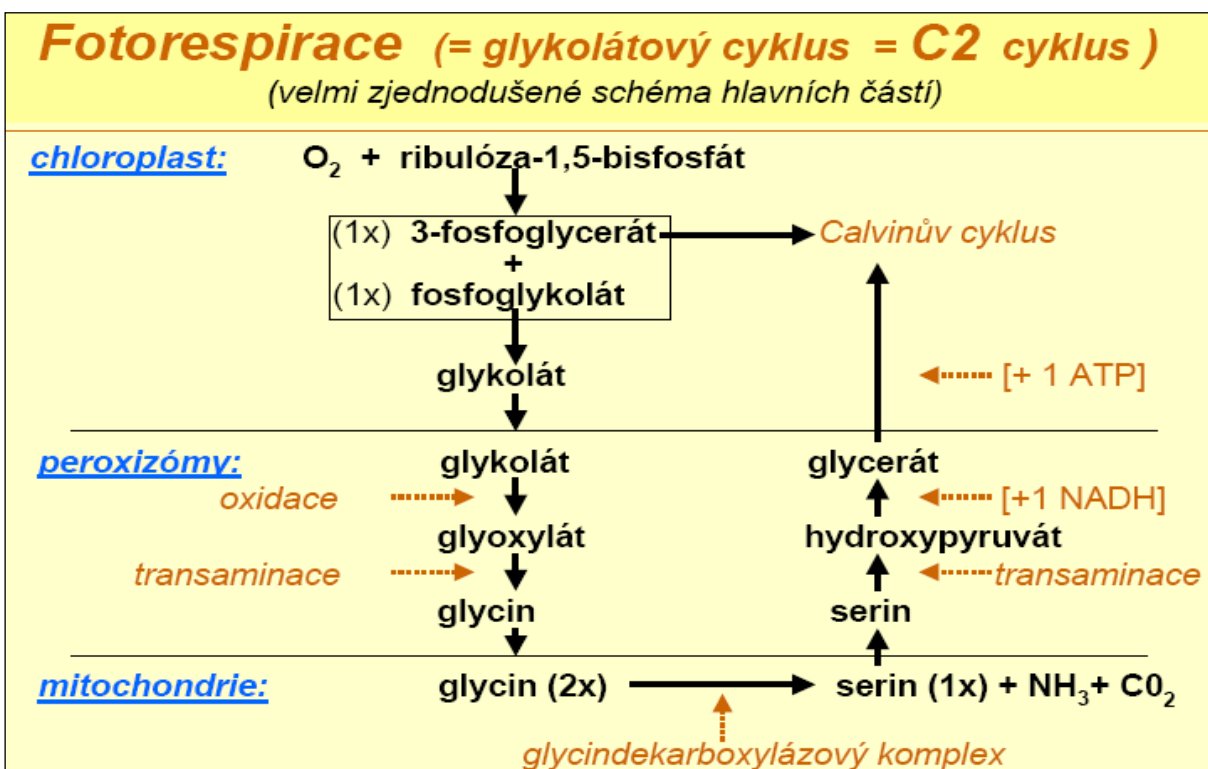 Fotorespirace (= glykolátový cyklus = C2 cyklus )
(velmi zjednodušené schéma hlavních částí)
chloroplast: O2 + ribulóza-1,5-bisfosfát
(1x) 3-fosfoglycerát Calvinův cyklus
+
(1x) fosfoglykolát
glykolát [+ 1 ATP]
peroxizómy: glykolát glycerát
oxidace [+1 NADH]
glyoxylát hydroxypyruvát
transaminace transaminace
glycin serin
mitochondrie: glycin (2x) serin (1x) + NH3+ C02
glycindekarboxylázový komplex